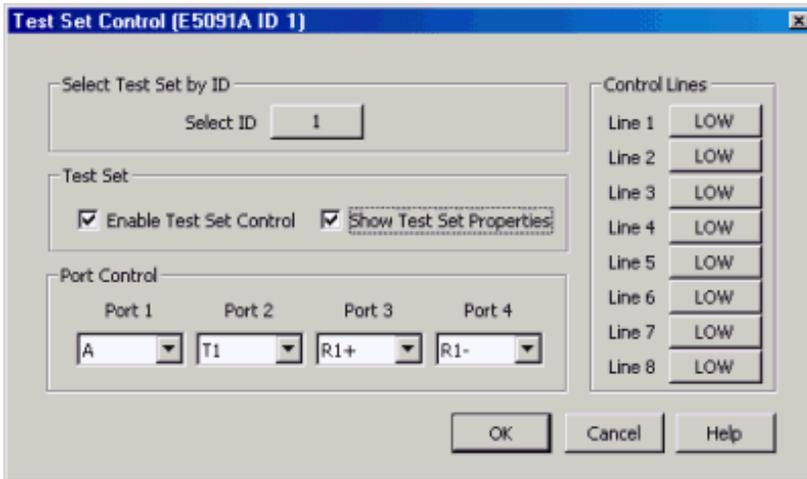 Test Set Control (E5091A ID 1)
Select Test Set by ID
Select ID 1
Test Set
Enable Test Set Control Show Test Set Properties
Port Control
Port 1 Port 2 Port 3 Port 4
A T1 R1+ R1-
Control Lines
Line 1 LOW
Line 2 LOW
Line 3 LOW
Line 4 LOW
Line 5 LOW
Line 6 LOW
Line 7 LOW
Line 8 LOW
OK Cancel Help